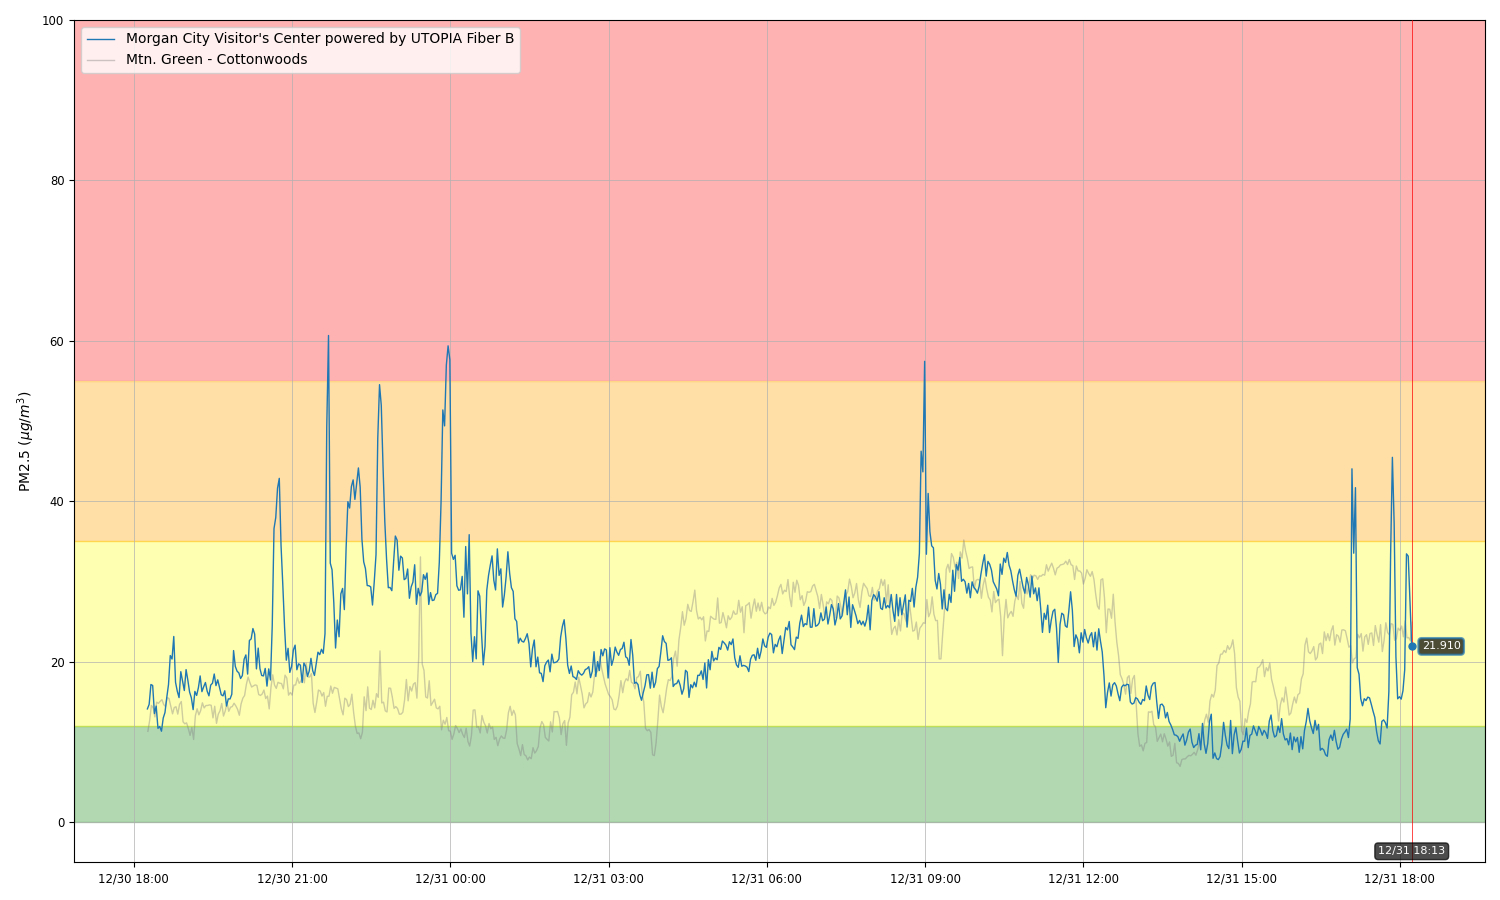 100
Morgan City Visitor's Center powered by UTOPIA Fiber B
Mtn. Green - Cottonwoods
80
60
PM2.5 (μg/m³)
40
20
21.910
0
12/31 18:13
12/30 18:00 12/30 21:00 12/31 00:00 12/31 03:00 12/31 06:00 12/31 09:00 12/31 12:00 12/31 15:00 12/31 18:00